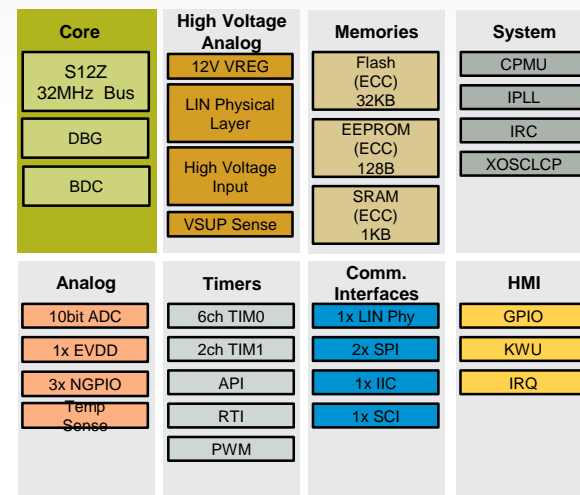 Core
S12Z
32MHz Bus
DBG
BDC
High Voltage
Analog
12V VREG
LIN Physical
Layer
High Voltage
Input
VSUP Sense
Memories
Flash
(ECC)
32KB
EEPROM
(ECC)
128B
SRAM
(ECC)
1KB
System
CPMU
IPLL
IRC
XOSCLCP
Analog
10bit ADC
1x EVDD
3x NGPIO
Temp
Sense
Timers
6ch TIM0
2ch TIM1
API
RTI
PWM
Comm.
Interfaces
1x LIN Phy
2x SPI
1x IIC
1x SCI
HMI
GPIO
KWU
IRQ